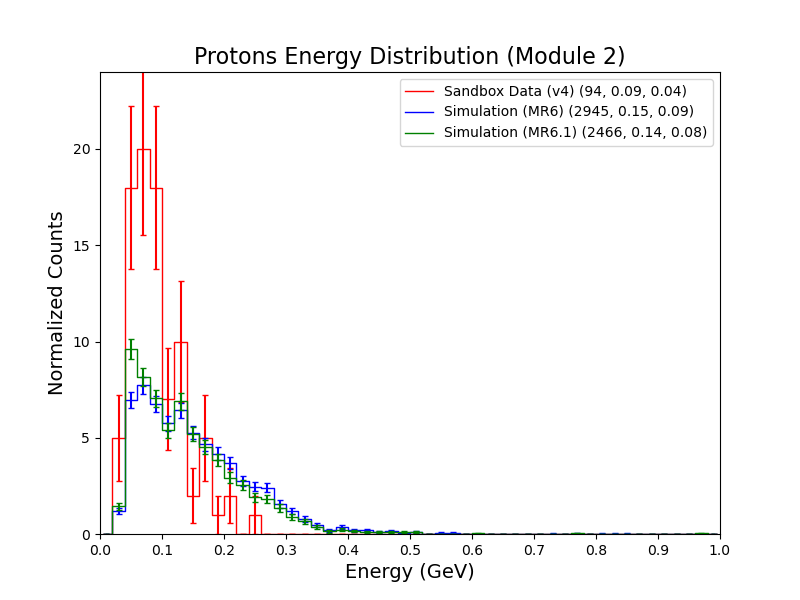 Protons Energy Distribution (Module 2)
Sandbox Data (v4) (94, 0.09, 0.04)
Simulation (MR6) (2945, 0.15, 0.09)
Simulation (MR6.1) (2466, 0.14, 0.08)
Normalized Counts
20
15
10
5
0
0.0 0.1 0.2 0.3 0.4 0.5 0.6 0.7 0.8 0.9 1.0
Energy (GeV)